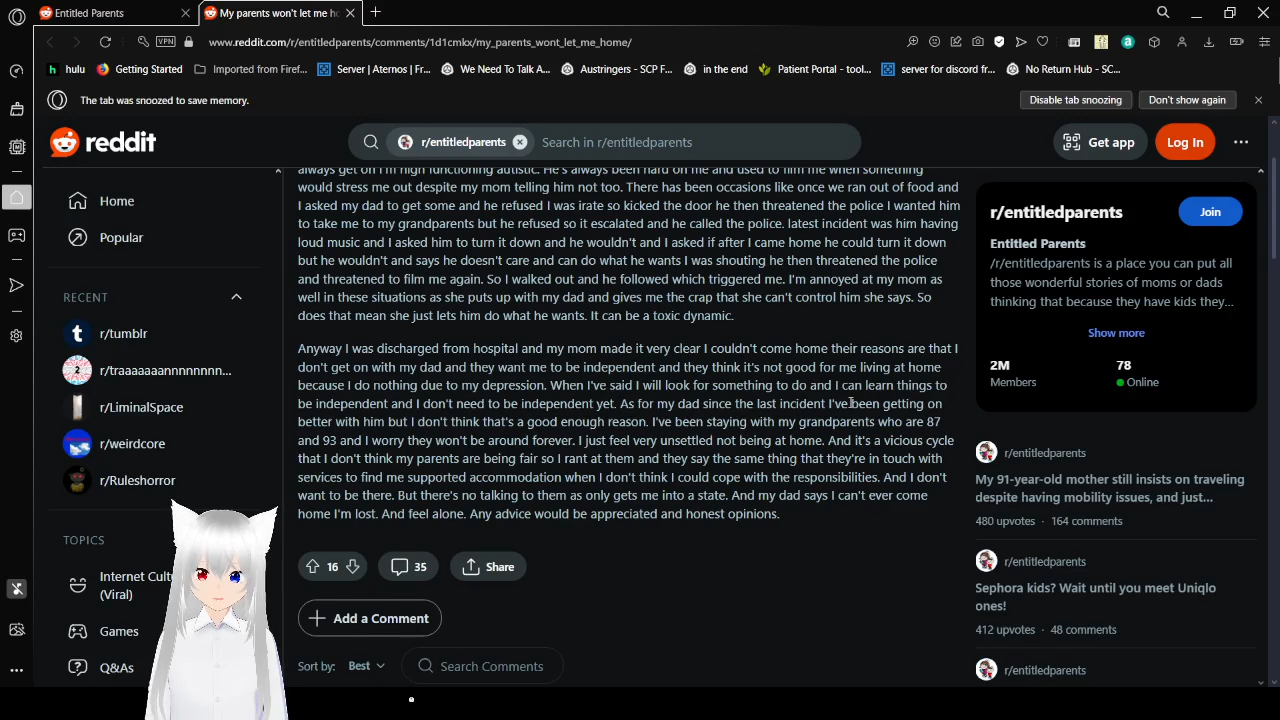 Entitled Parents
My parents won't let me ho
www.reddit.com/r/entitledparents/comments/1d1cmkx/my_parents_wont_let_me_home/
VPN
hulu
Getting Started
Imported from Firef...
Server | Aternos | Fr...
We Need To Talk A...
Austringers - SCP F...
in the end
Patient Portal - tool...
server for discord fr...
No Return Hub - SC...
The tab was snoozed to save memory.
Disable tab snoozing
Don't show again
reddit
r/entitledparents
Search in r/entitledparents
Get app
Log In
Home
Popular
RECENT
r/tumblr
r/traaaaaaannnnnnnn...
r/LiminalSpace
r/weirdcore
r/Ruleshorror
TOPICS
Internet Cult
(Viral)
Games
Q&As
always get on I'm high functioning autistic. He's always been hard on me and used to film me when something
would stress me out despite my mom telling him not too. There has been occasions like once we ran out of food and
I asked my dad to get some and he refused I was irate so kicked the door he then threatened the police I wanted him
to take me to my grandparents but he refused so it escalated and he called the police. latest incident was him having
loud music and I asked him to turn it down and he wouldn't and I asked if after I came home he could turn it down
but he wouldn't and says he doesn't care and can do what he wants I was shouting he then threatened the police
and threatened to film me again. So I walked out and he followed which triggered me. I'm annoyed at my mom as
well in these situations as she puts up with my dad and gives me the crap that she can't control him she says. So
does that mean she just lets him do what he wants. It can be a toxic dynamic.
Anyway I was discharged from hospital and my mom made it very clear I couldn't come home their reasons are that I
don't get on with my dad and they want me to be independent and they think it's not good for me living at home
because I do nothing due to my depression. When I've said I will look for something to do and I can learn things to
be independent and I don't need to be independent yet. As for my dad since the last incident I've been getting on
better with him but I don't think that's a good enough reason. I've been staying with my grandparents who are 87
and 93 and I worry they won't be around forever. I just feel very unsettled not being at home. And it's a vicious cycle
that I don't think my parents are being fair so I rant at them and they say the same thing that they're in touch with
services to find me supported accommodation when I don't think I could cope with the responsibilities. And I don't
want to be there. But there's no talking to them as only gets me into a state. And my dad says I can't ever come
home I'm lost. And feel alone. Any advice would be appreciated and honest opinions.
16
35
Share
Add a Comment
Sort by:
Best
Search Comments
r/entitledparents
Join
Entitled Parents
/r/entitledparents is a place you can put all
those wonderful stories of moms or dads
thinking that because they have kids they...
Show more
2M
78
Members
Online
r/entitledparents
My 91-year-old mother still insists on traveling
despite having mobility issues, and just...
480 upvotes · 164 comments
r/entitledparents
Sephora kids? Wait until you meet Uniqlo
ones!
412 upvotes · 48 comments
r/entitledparents